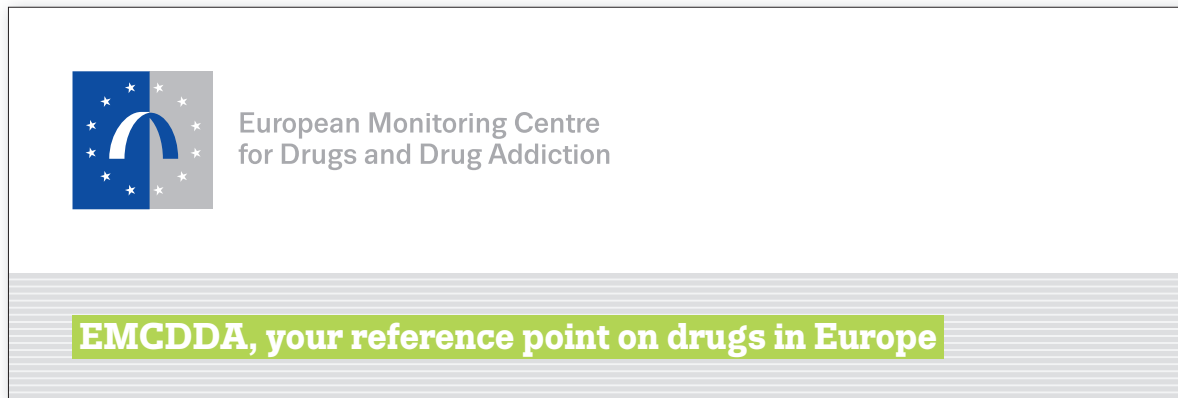 European Monitoring Centre
for Drugs and Drug Addiction
EMCDDA, your reference point on drugs in Europe